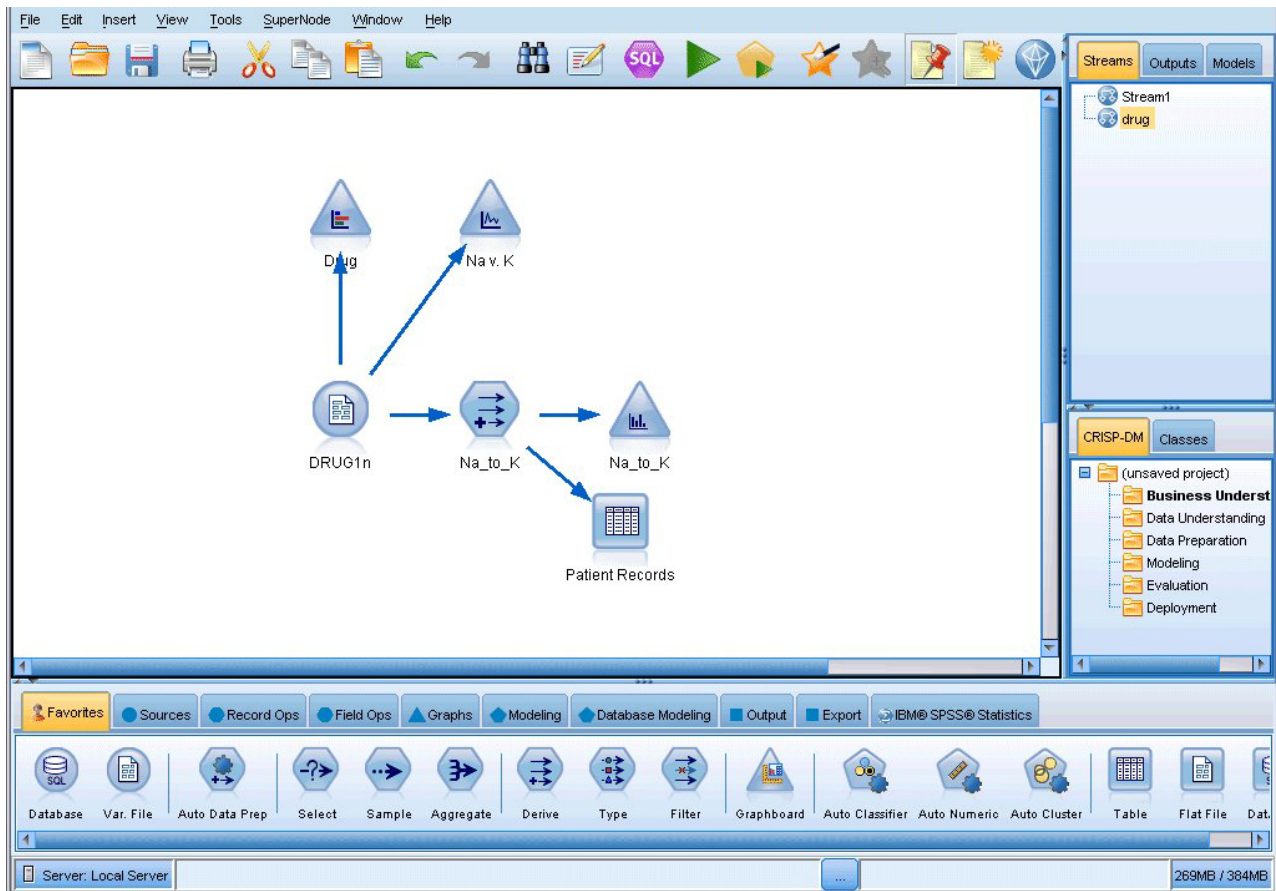 File Edit Insert View Tools SuperNode Window Help
SQL
Streams Outputs Models
Stream1
drug
Drug
Na v. K
DRUG1n
Na_to_K
Na_to_K
Patient Records
CRISP-DM Classes
(unsaved project)
Business Underst
Data Understanding
Data Preparation
Modeling
Evaluation
Deployment
Favorites Sources Record Ops Field Ops Graphs Modeling Database Modeling Output Export IBM® SPSS® Statistics
SQL
Database Var. File Auto Data Prep Select Sample Aggregate Derive Type Filter Graphboard Auto Classifier Auto Numeric Auto Cluster Table Flat File Dat
Server: Local Server ... 269MB / 384MB